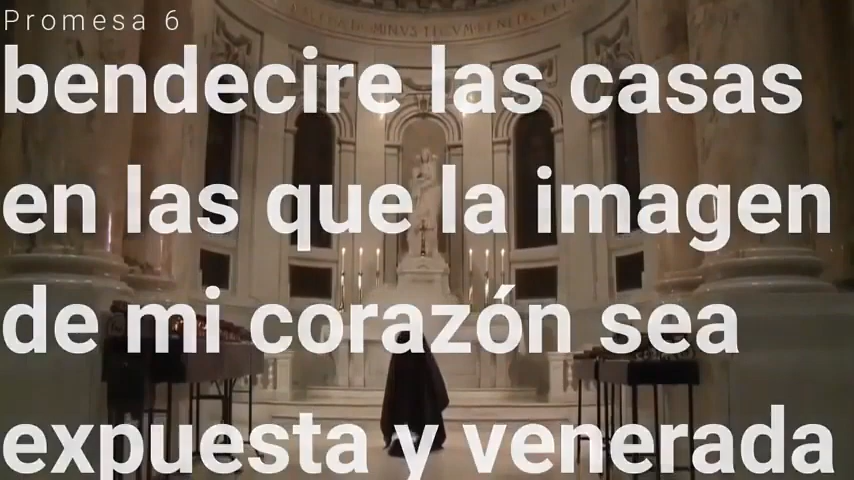 Promesa 6
bendecire las casas
en las que la imagen
de mi corazón sea
expuesta y venerada